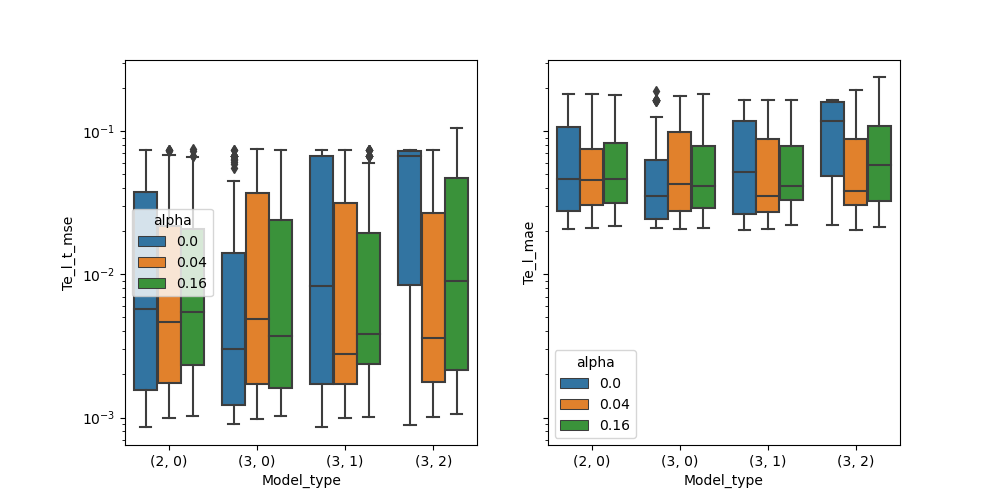 Te_l_t_mse
10⁻¹
10⁻²
10⁻³
alpha
0.0
0.04
0.16
(2, 0) (3, 0) (3, 1) (3, 2)
Model_type
Te_l_mae
alpha
0.0
0.04
0.16
(2, 0) (3, 0) (3, 1) (3, 2)
Model_type